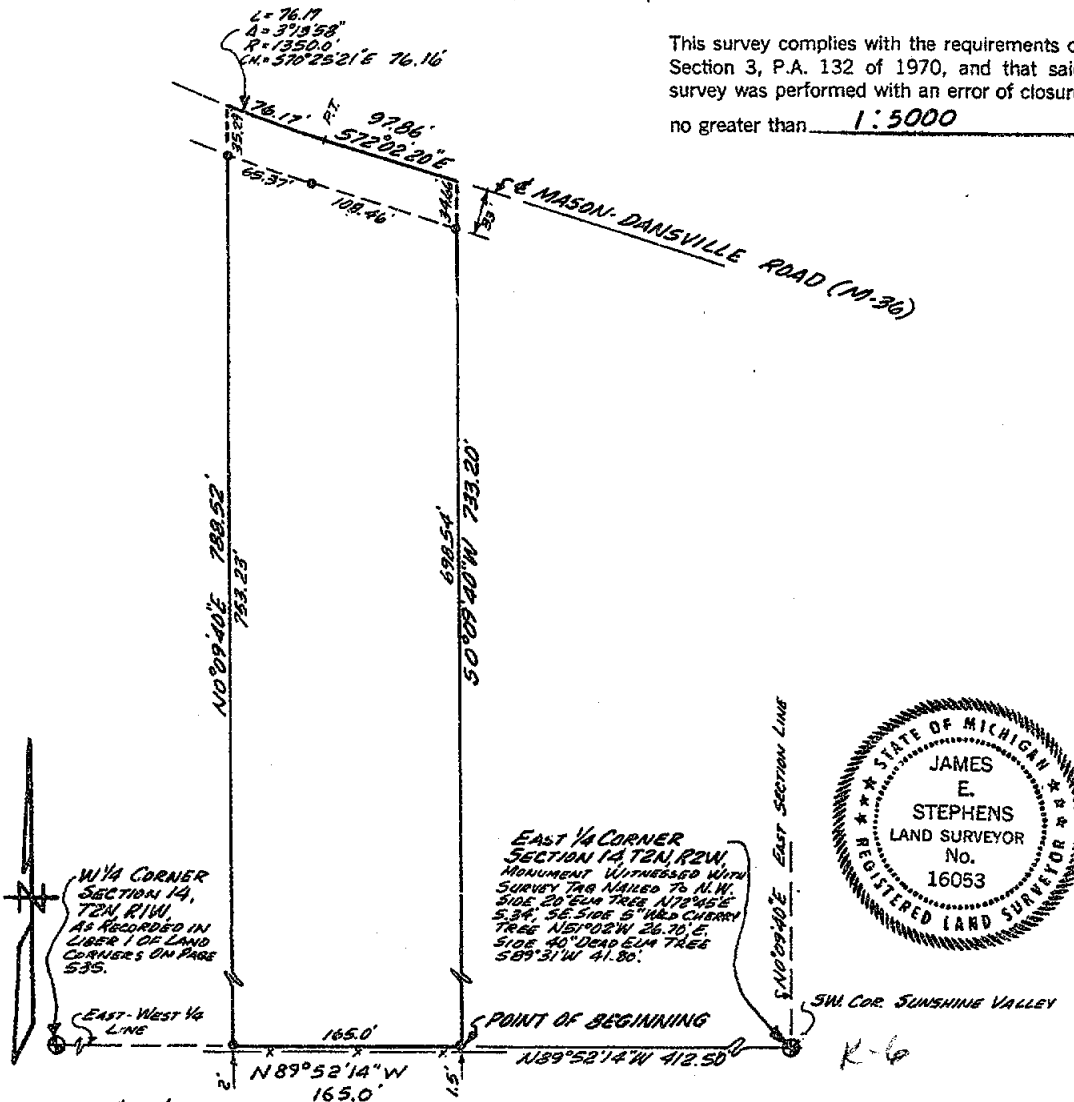 L= 76.17
Δ= 3°13'58"
R=1350.0'
CH.= S70°25'21"E 76.16'
This survey complies with the requirements
Section 3, P.A. 132 of 1970, and that
survey was performed with an error of
no greater than 1:5000
76.17'
P.T.
97.86'
S72°02'20"E
35.29'
65.37'
108.46'
34.66'
33'
₵ MASON-DANSVILLE ROAD (M-36)
N0°09'40"E 788.52'
753.23'
698.54'
S0°09'40"W 733.20'
W 1/4 CORNER
SECTION 14,
T2N, R1W,
AS RECORDED IN
LIBER 1 OF LAND
CORNERS ON PAGE
535.
EAST-WEST 1/4
LINE
EAST 1/4 CORNER
SECTION 14, T2N, R2W,
MONUMENT WITNESSED WITH
SURVEY TAG NAILED TO N.W.
SIDE 20" ELM TREE N72°45'E
5.34', S.E. SIDE 5" WILD CHERRY
TREE N51°02'W 26.70', E.
SIDE 40" DEAD ELM TREE
S89°31'W 41.80'.
N0°09'40"E EAST SECTION LINE
STATE OF MICHIGAN
JAMES
E.
STEPHENS
LAND SURVEYOR
No.
16053
REGISTERED LAND SURVEYOR
SW. COR. SUNSHINE VALLEY
K-6
POINT OF BEGINNING
165.0'
N89°52'14"W 412.50'
N89°52'14"W
165.0'
2'
1.5'
N